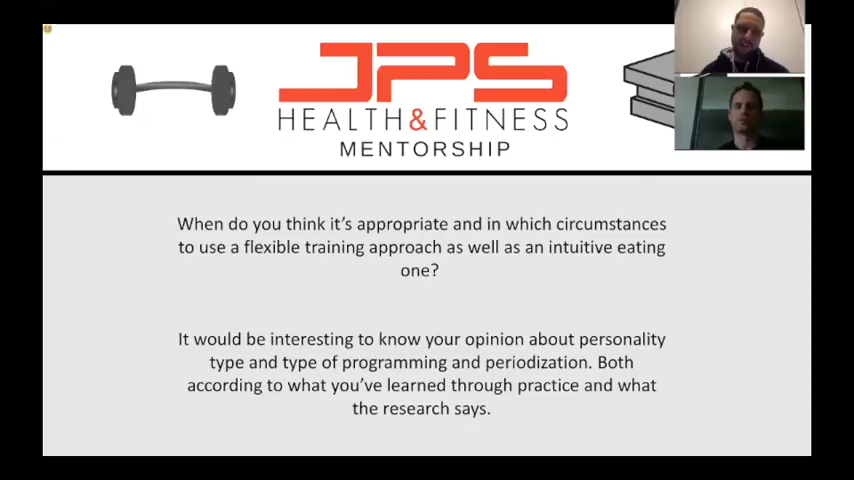 JPS
HEALTH&FITNESS
MENTORSHIP
When do you think it's appropriate and in which circumstances
to use a flexible training approach as well as an intuitive eating
one?
It would be interesting to know your opinion about personality
type and type of programming and periodization. Both
according to what you've learned through practice and what
the research says.